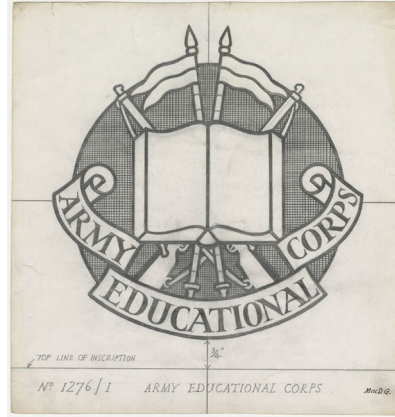 ARMY EDUCATIONAL CORPS
¾"
TOP LINE OF INSCRIPTION
Nº 1276/1 ARMY EDUCATIONAL CORPS
MacD.G.